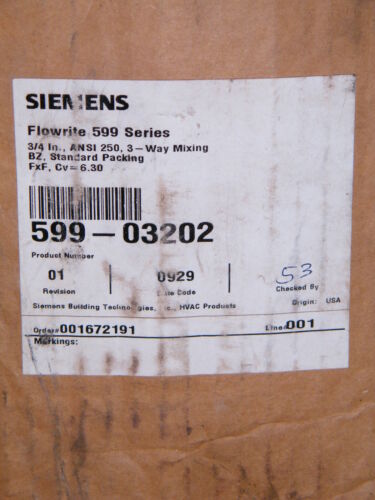 SIEMENS
Flowrite 599 Series
3/4 In., ANSI 250, 3-Way Mixing
BZ, Standard Packing
FxF, Cv= 6.30
599-03202
Product Number
01 0929 53
Revision Date Code Checked By
Siemens Building Technologies, Inc., HVAC Products Origin: USA
Order# 001672191 Line# 001
Markings: